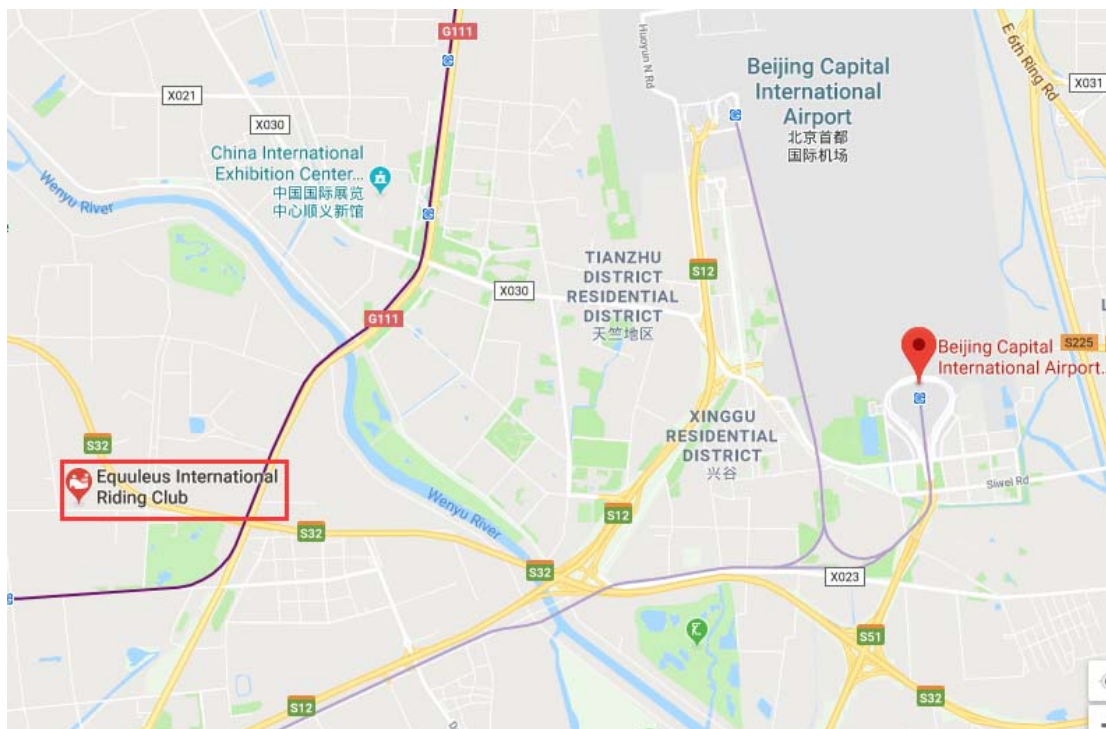 G111
Huoyun N Rd
E 6th Ring Rd
Beijing Capital
International
Airport
北京首都
国际机场
X031
X021
X030
China International
Exhibition Center...
中国国际展览
中心顺义新馆
Wenyu River
TIANZHU
DISTRICT
RESIDENTIAL
DISTRICT
天竺地区
S12
X030
G111
S225
Beijing Capital
International Airport...
XINGGU
RESIDENTIAL
DISTRICT
兴谷
S32
Equuleus International
Riding Club
Siwei Rd
Wenyu River
S12
S32
S32
X023
S51
S32
S12